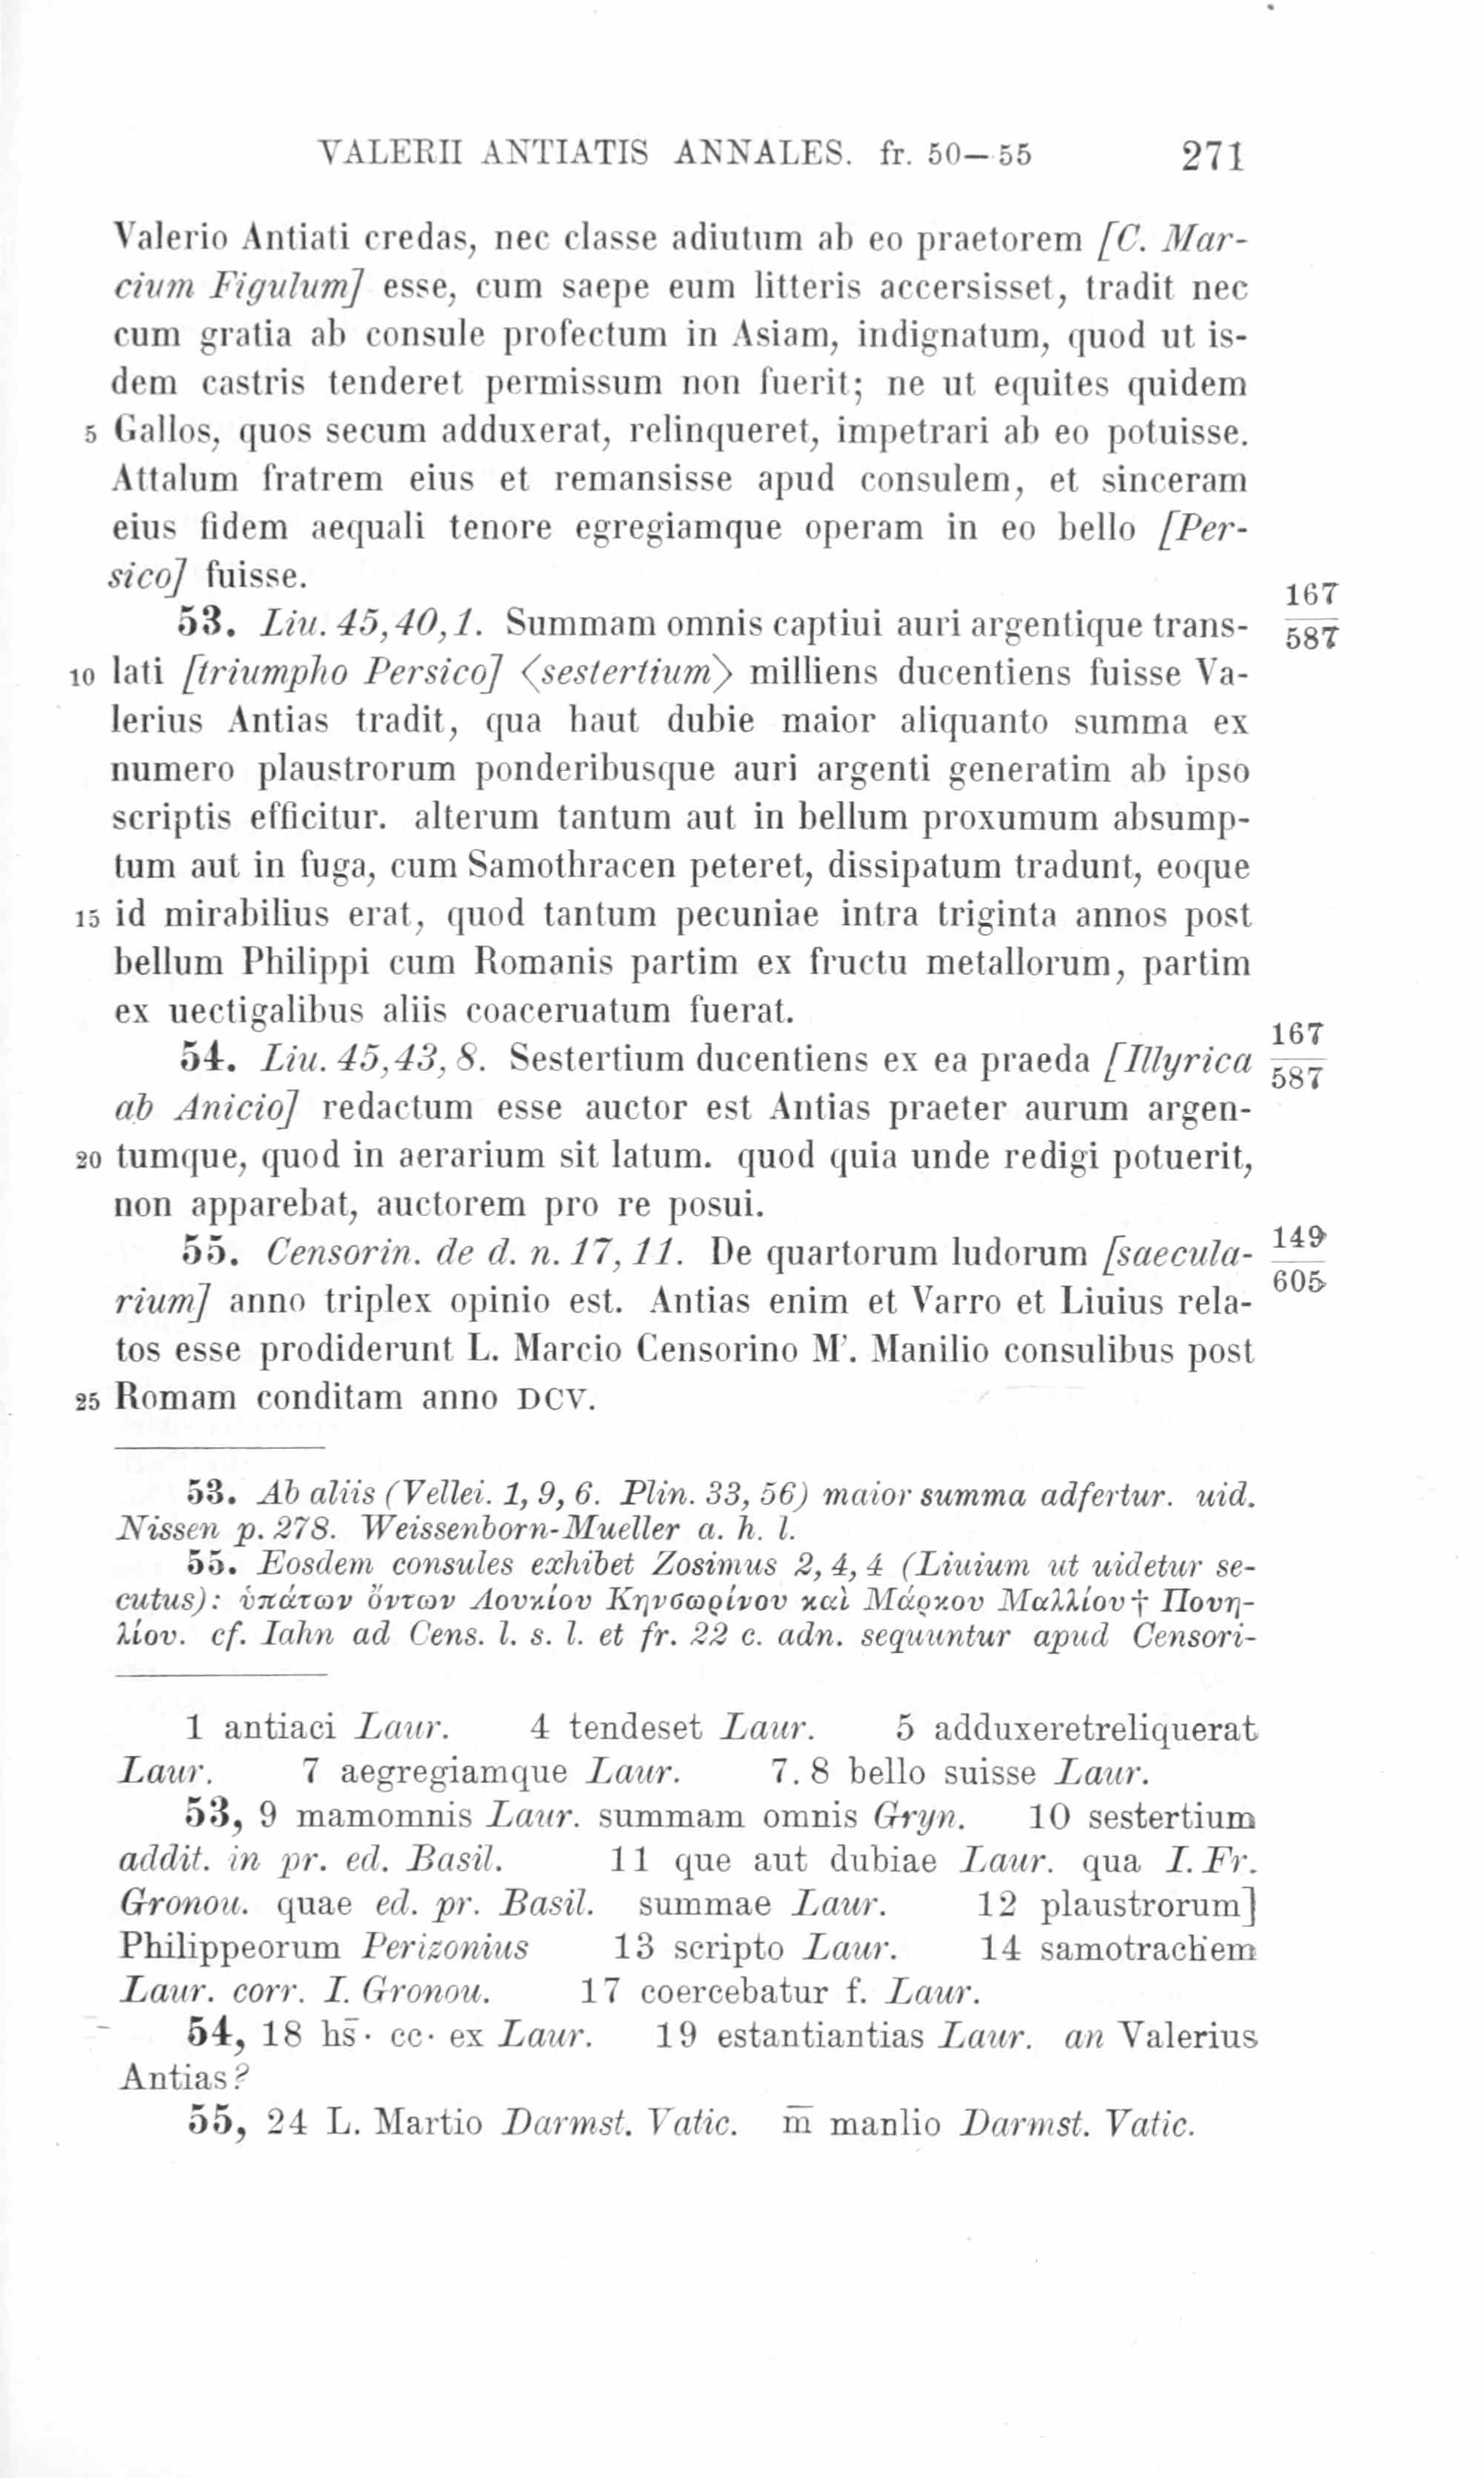 VALERII ANTIATIS ANNALES. fr. 50—55 271
Valerio Antiati credas, nec classe adiutum ab eo praetorem [C. Mar-
cium Figulum] esse, cum saepe eum litteris accersisset, tradit nec
cum gratia ab consule profectum in Asiam, indignatum, quod ut is-
dem castris tenderet permissum non fuerit; ne ut equites quidem
5 Gallos, quos secum adduxerat, relinqueret, impetrari ab eo potuisse.
Attalum fratrem eius et remansisse apud consulem, et sinceram
eius fidem aequali tenore egregiamque operam in eo bello [Per-
sico] fuisse.
167
53. Liu. 45,40,1. Summam omnis captiui auri argentique trans-
587
10 lati [triumpho Persico] 〈sestertium〉 milliens ducentiens fuisse Va-
lerius Antias tradit, qua haut dubie maior aliquanto summa ex
numero plaustrorum ponderibusque auri argenti generatim ab ipso
scriptis efficitur. alterum tantum aut in bellum proxumum absump-
tum aut in fuga, cum Samothracen peteret, dissipatum tradunt, eoque
15 id mirabilius erat, quod tantum pecuniae intra triginta annos post
bellum Philippi cum Romanis partim ex fructu metallorum, partim
ex uectigalibus aliis coaceruatum fuerat.
167
54. Liu. 45,43, 8. Sestertium ducentiens ex ea praeda [Illyrica
587
ab Anicio] redactum esse auctor est Antias praeter aurum argen-
20 tumque, quod in aerarium sit latum. quod quia unde redigi potuerit,
non apparebat, auctorem pro re posui.
149
55. Censorin. de d. n. 17, 11. De quartorum ludorum [saecula-
605
rium] anno triplex opinio est. Antias enim et Varro et Liuius rela-
tos esse prodiderunt L. Marcio Censorino M'. Manilio consulibus post
25 Romam conditam anno DCV.
53. Ab aliis (Vellei. 1, 9, 6. Plin. 33, 56) maior summa adfertur. uid.
Nissen p. 278. Weissenborn-Mueller a. h. l.
55. Eosdem consules exhibet Zosimus 2, 4, 4 (Liuium ut uidetur se-
cutus): ὑπάτων ὄντων Λουκίου Κηνσωρίνου καὶ Μάρκου Μαλλίου† Πουη-
λίου. cf. Iahn ad Cens. l. s. l. et fr. 22 c. adn. sequuntur apud Censori-
1 antiaci Laur. 4 tendeset Laur. 5 adduxeretreliquerat
Laur. 7 aegregiamque Laur. 7. 8 bello suisse Laur.
53, 9 mamomnis Laur. summam omnis Gryn. 10 sestertium
addit. in pr. ed. Basil. 11 que aut dubiae Laur. qua I. Fr.
Gronou. quae ed. pr. Basil. summae Laur. 12 plaustrorum]
Philippeorum Perizonius 13 scripto Laur. 14 samotrachem
Laur. corr. I. Gronou. 17 coercebatur f. Laur.
54, 18 hs̄· cc· ex Laur. 19 estantiantias Laur. an Valerius
Antias?
55, 24 L. Martio Darmst. Vatic. m̄ manlio Darmst. Vatic.